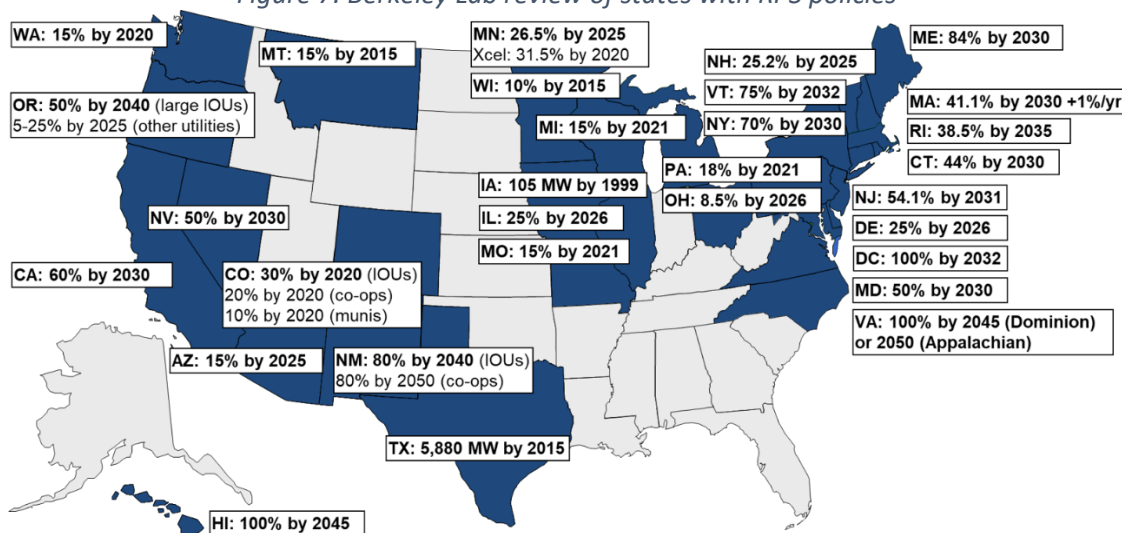 Figure 7: Berkeley Lab review of states with RPS policies
WA: 15% by 2020
MT: 15% by 2015
MN: 26.5% by 2025
Xcel: 31.5% by 2020
ME: 84% by 2030
NH: 25.2% by 2025
WI: 10% by 2015
VT: 75% by 2032
OR: 50% by 2040 (large IOUs)
5-25% by 2025 (other utilities)
MA: 41.1% by 2030 +1%/yr
MI: 15% by 2021
NY: 70% by 2030
RI: 38.5% by 2035
CT: 44% by 2030
PA: 18% by 2021
IA: 105 MW by 1999
OH: 8.5% by 2026
NJ: 54.1% by 2031
NV: 50% by 2030
IL: 25% by 2026
DE: 25% by 2026
MO: 15% by 2021
DC: 100% by 2032
CA: 60% by 2030
CO: 30% by 2020 (IOUs)
20% by 2020 (co-ops)
10% by 2020 (munis)
MD: 50% by 2030
VA: 100% by 2045 (Dominion)
or 2050 (Appalachian)
AZ: 15% by 2025
NM: 80% by 2040 (IOUs)
80% by 2050 (co-ops)
TX: 5,880 MW by 2015
HI: 100% by 2045